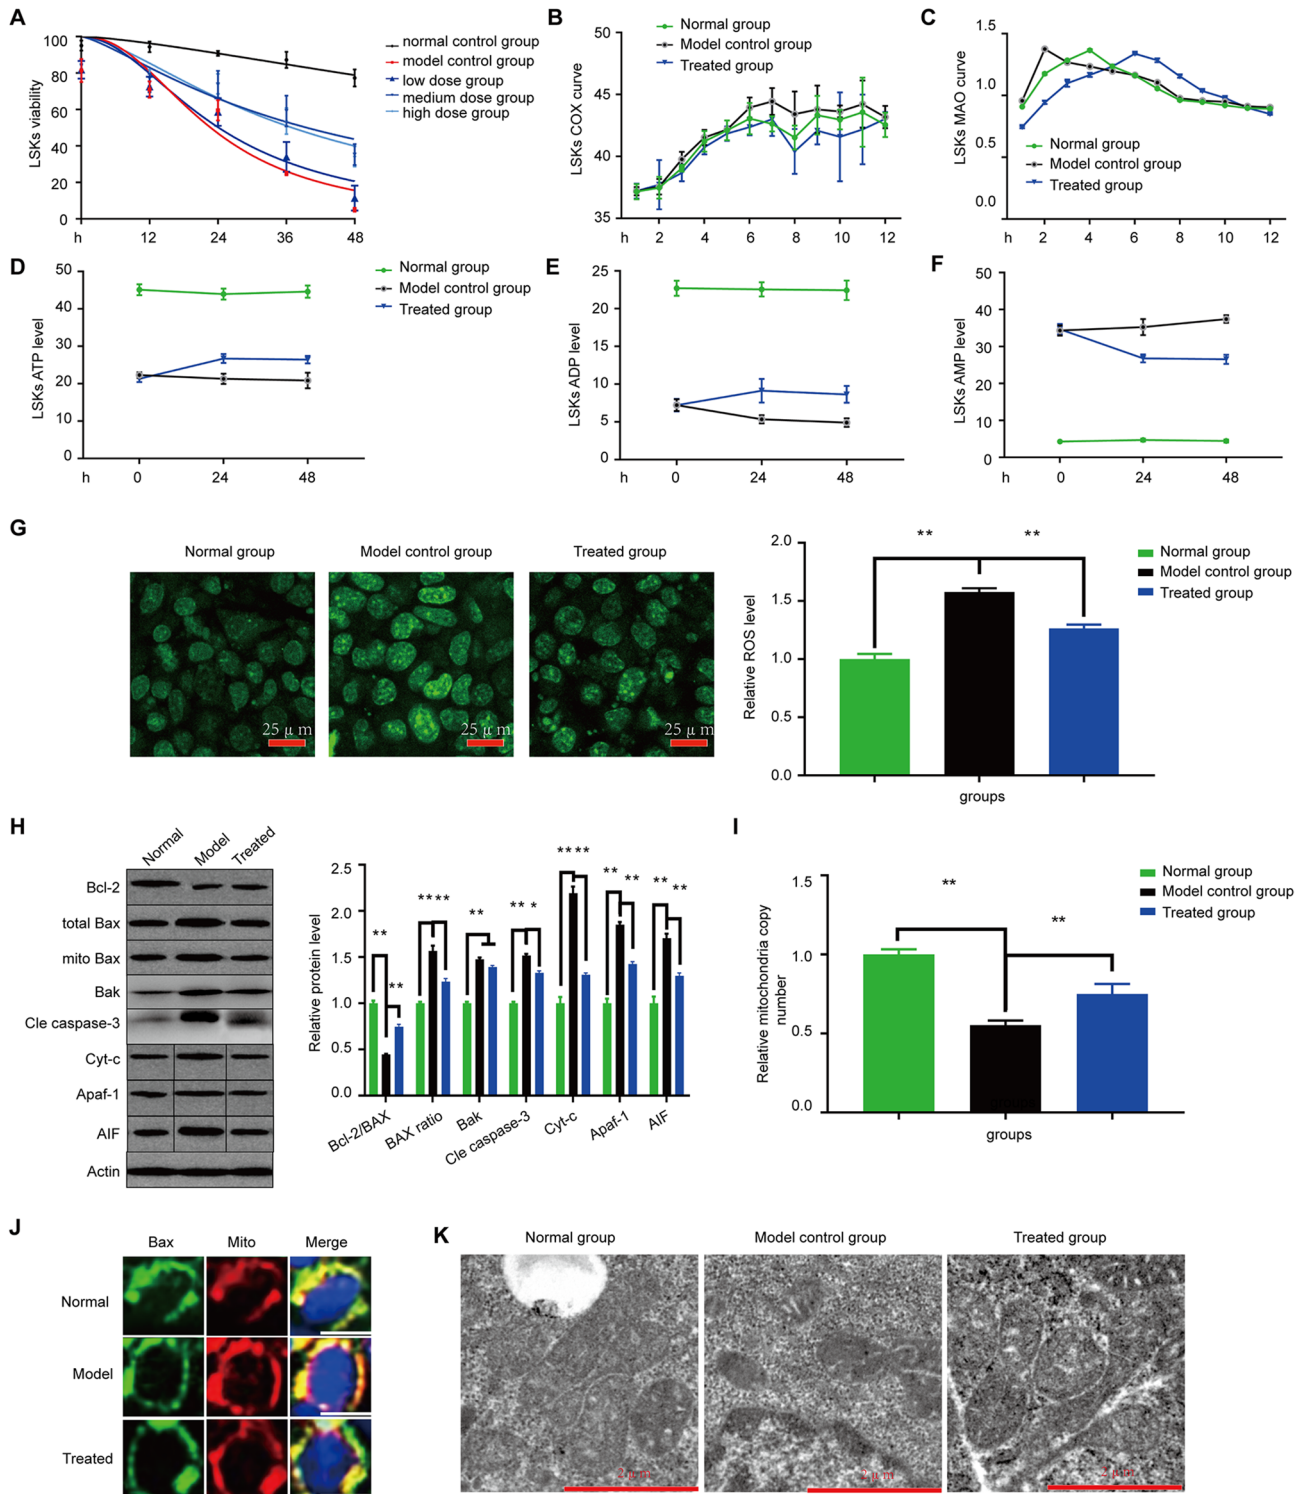 A
LSKs viability
100
80
60
40
20
0
h
12
24
36
48
normal control group
model control group
low dose group
medium dose group
high dose group
B
LSKs COX curve
50
45
40
35
h
2
4
6
8
10
12
Normal group
Model control group
Treated group
C
LSKs MAO curve
1.5
1.0
0.5
0.0
h
2
4
6
8
10
12
Normal group
Model control group
Treated group
D
LSKs ATP level
50
40
30
20
10
0
h
0
24
48
Normal group
Model control group
Treated group
E
LSKs ADP level
25
20
15
10
5
0
h
0
24
48
F
LSKs AMP level
50
40
30
20
10
0
h
0
24
48
G
Normal group
Model control group
Treated group
25 μ m
25 μ m
25 μ m
Relative ROS level
2.0
1.5
1.0
0.5
0.0
** **
groups
Normal group
Model control group
Treated group
H
Normal
Model
Treated
Bcl-2
total Bax
mito Bax
Bak
Cle caspase-3
Cyt-c
Apaf-1
AIF
Actin
Relative protein level
2.5
2.0
1.5
1.0
0.5
0.0
** **
** **
**
** *
** **
** **
** **
Bcl-2/BAX
BAX ratio
Bak
Cle caspase-3
Cyt-c
Apaf-1
AIF
I
Relative mitochondria copy
number
1.5
1.0
0.5
0.0
**
**
groups
Normal group
Model control group
Treated group
J
Bax
Mito
Merge
Normal
Model
Treated
K
Normal group
Model control group
Treated group
2 μ m
2 μ m
2 μ m